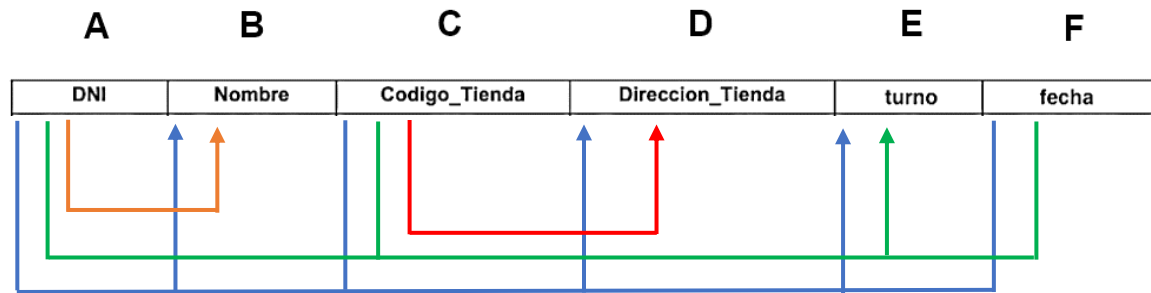 A B C D E F
DNI Nombre Codigo_Tienda Direccion_Tienda turno fecha